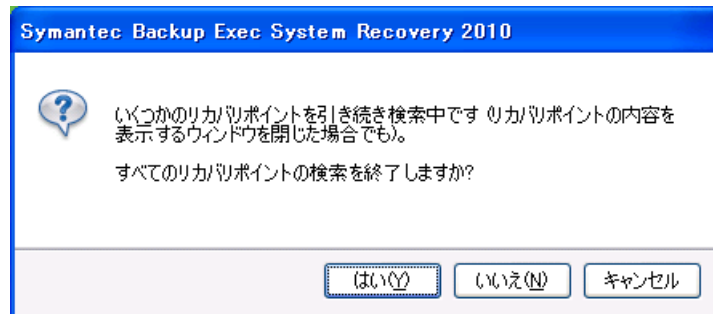 Symantec Backup Exec System Recovery 2010
いくつかのリカバリポイントを引き続き検索中です (リカバリポイントの内容を
表示するウィンドウを閉じた場合でも)。
すべてのリカバリポイントの検索を終了しますか?
はい(Y) いいえ(N) キャンセル